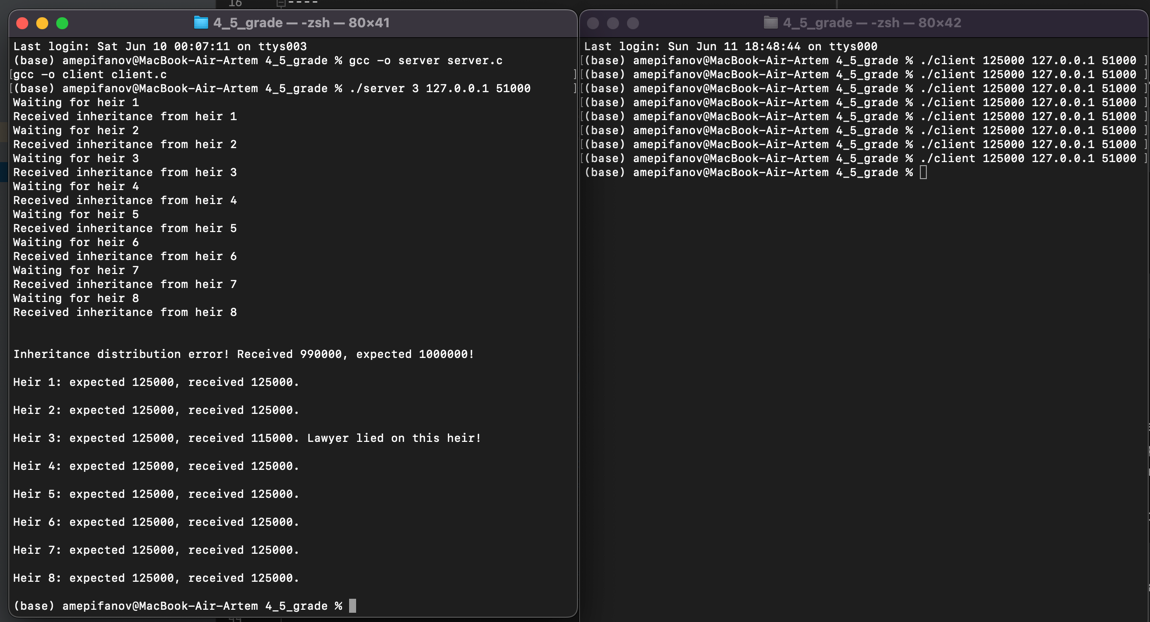 16
4_5_grade — -zsh — 80×41
Last login: Sat Jun 10 00:07:11 on ttys003
(base) amepifanov@MacBook-Air-Artem 4_5_grade % gcc -o server server.c
[gcc -o client client.c ]
[(base) amepifanov@MacBook-Air-Artem 4_5_grade % ./server 3 127.0.0.1 51000 ]
Waiting for heir 1
Received inheritance from heir 1
Waiting for heir 2
Received inheritance from heir 2
Waiting for heir 3
Received inheritance from heir 3
Waiting for heir 4
Received inheritance from heir 4
Waiting for heir 5
Received inheritance from heir 5
Waiting for heir 6
Received inheritance from heir 6
Waiting for heir 7
Received inheritance from heir 7
Waiting for heir 8
Received inheritance from heir 8
Inheritance distribution error! Received 990000, expected 1000000!
Heir 1: expected 125000, received 125000.
Heir 2: expected 125000, received 125000.
Heir 3: expected 125000, received 115000. Lawyer lied on this heir!
Heir 4: expected 125000, received 125000.
Heir 5: expected 125000, received 125000.
Heir 6: expected 125000, received 125000.
Heir 7: expected 125000, received 125000.
Heir 8: expected 125000, received 125000.
(base) amepifanov@MacBook-Air-Artem 4_5_grade %
4_5_grade — -zsh — 80×42
Last login: Sun Jun 11 18:48:44 on ttys000
[(base) amepifanov@MacBook-Air-Artem 4_5_grade % ./client 125000 127.0.0.1 51000 ]
[(base) amepifanov@MacBook-Air-Artem 4_5_grade % ./client 125000 127.0.0.1 51000 ]
[(base) amepifanov@MacBook-Air-Artem 4_5_grade % ./client 125000 127.0.0.1 51000 ]
[(base) amepifanov@MacBook-Air-Artem 4_5_grade % ./client 125000 127.0.0.1 51000 ]
[(base) amepifanov@MacBook-Air-Artem 4_5_grade % ./client 125000 127.0.0.1 51000 ]
[(base) amepifanov@MacBook-Air-Artem 4_5_grade % ./client 125000 127.0.0.1 51000 ]
[(base) amepifanov@MacBook-Air-Artem 4_5_grade % ./client 125000 127.0.0.1 51000 ]
[(base) amepifanov@MacBook-Air-Artem 4_5_grade % ./client 125000 127.0.0.1 51000 ]
(base) amepifanov@MacBook-Air-Artem 4_5_grade %